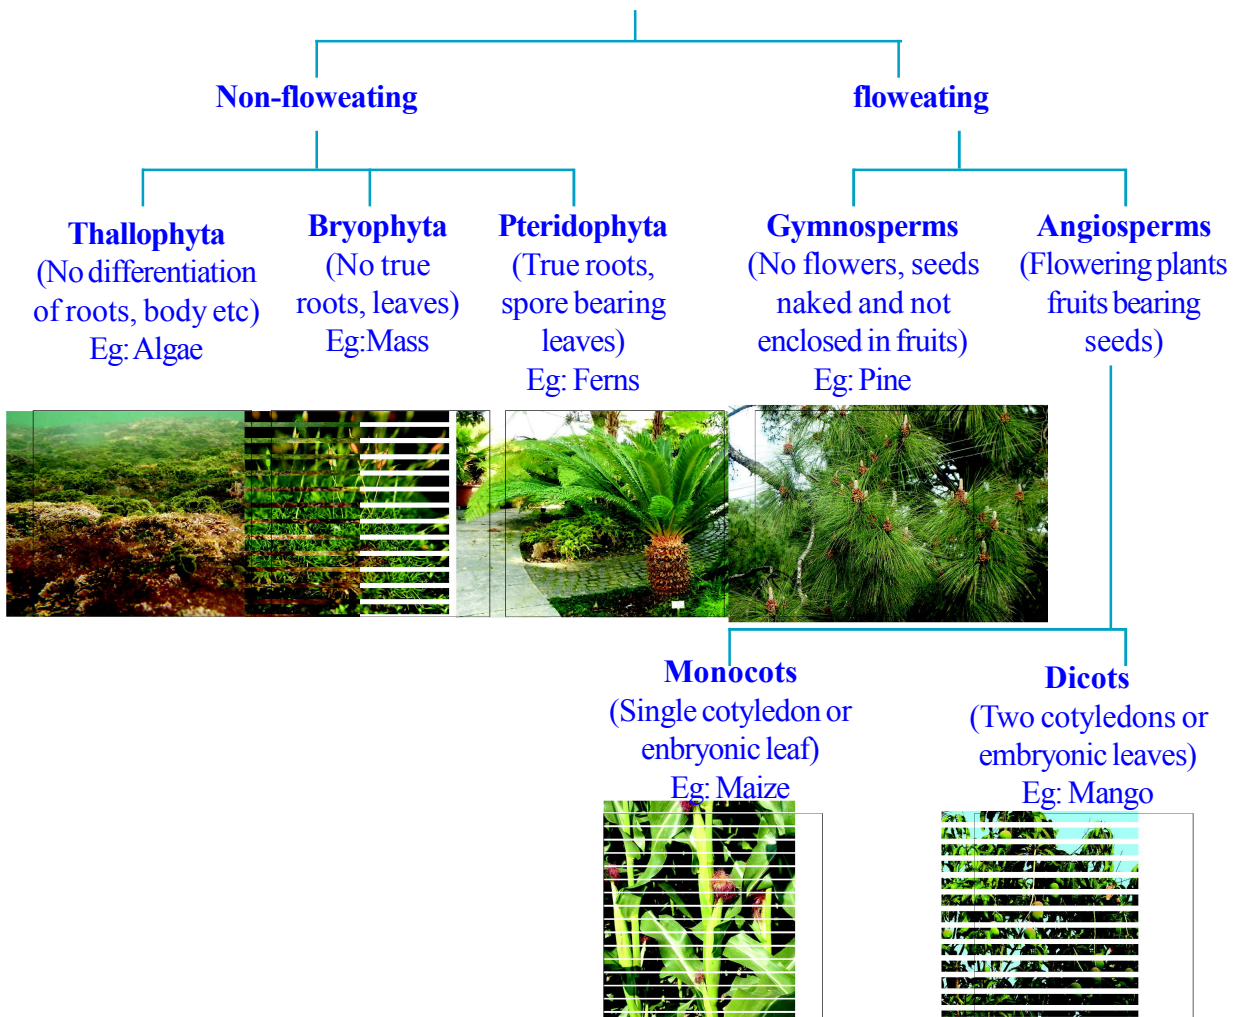 Non-floweating
floweating
Thallophyta
(No differentiation
of roots, body etc)
Eg: Algae
Bryophyta
(No true
roots, leaves)
Eg:Mass
Pteridophyta
(True roots,
spore bearing
leaves)
Eg: Ferns
Gymnosperms
(No flowers, seeds
naked and not
enclosed in fruits)
Eg: Pine
Angiosperms
(Flowering plants
fruits bearing
seeds)
Monocots
(Single cotyledon or
enbryonic leaf)
Eg: Maize
Dicots
(Two cotyledons or
embryonic leaves)
Eg: Mango